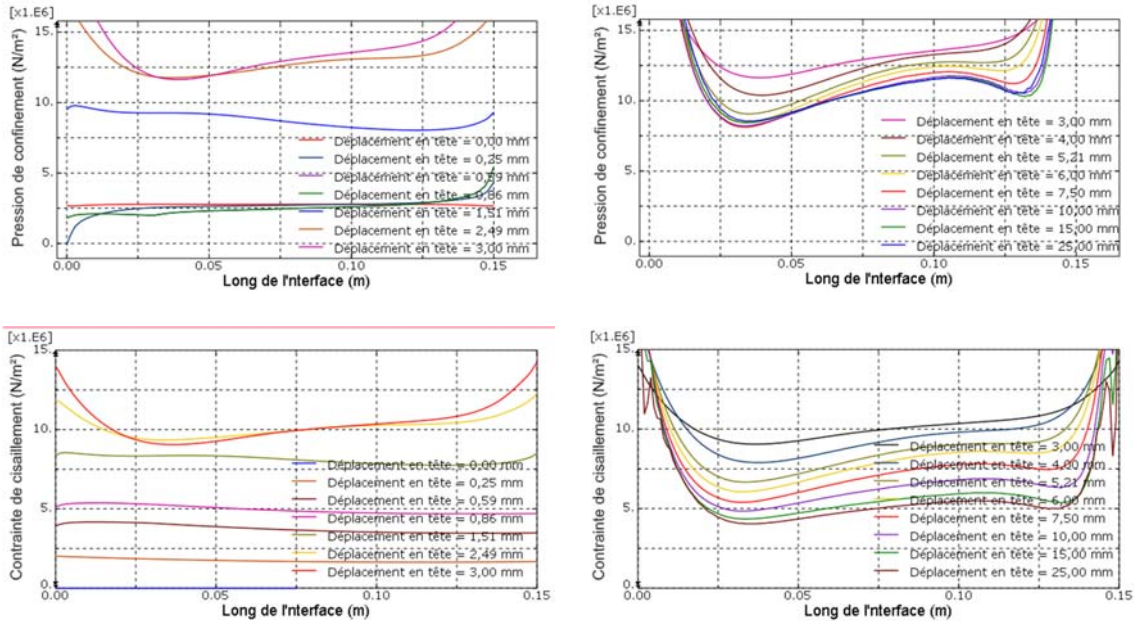 [x1.E6]
Pression de confinement (N/m²)
15.
10.
5.
0.
Déplacement en tête = 0,00 mm
Déplacement en tête = 0,25 mm
Déplacement en tête = 0,59 mm
Déplacement en tête = 0,86 mm
Déplacement en tête = 1,51 mm
Déplacement en tête = 2,49 mm
Déplacement en tête = 3,00 mm
0.00 0.05 0.10 0.15
Long de l'nterface (m)
[x1.E6]
Pression de confinement (N/m²)
15.
10.
5.
0.
Déplacement en tête = 3,00 mm
Déplacement en tête = 4,00 mm
Déplacement en tête = 5,21 mm
Déplacement en tête = 6,00 mm
Déplacement en tête = 7,50 mm
Déplacement en tête = 10,00 mm
Déplacement en tête = 15,00 mm
Déplacement en tête = 25,00 mm
0.00 0.05 0.10 0.15
Long de l'nterface (m)
[x1.E6]
Contrainte de cisaillement (N/m²)
15.
10.
5.
0.
Déplacement en tête = 0,00 mm
Déplacement en tête = 0,25 mm
Déplacement en tête = 0,59 mm
Déplacement en tête = 0,86 mm
Déplacement en tête = 1,51 mm
Déplacement en tête = 2,49 mm
Déplacement en tête = 3,00 mm
0.00 0.05 0.10 0.15
Long de l'nterface (m)
[x1.E6]
Contrainte de cisaillement (N/m²)
15.
10.
5.
0.
Déplacement en tête = 3,00 mm
Déplacement en tête = 4,00 mm
Déplacement en tête = 5,21 mm
Déplacement en tête = 6,00 mm
Déplacement en tête = 7,50 mm
Déplacement en tête = 10,00 mm
Déplacement en tête = 15,00 mm
Déplacement en tête = 25,00 mm
0.00 0.05 0.10 0.15
Long de l'nterface (m)